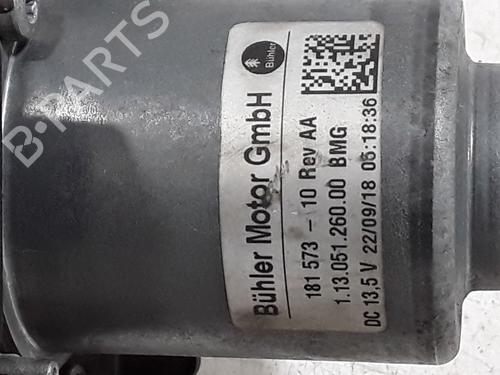 Bühler Motor GmbH
Bühler
181 573 - 10 Rev AA
1.13.051.260.00 BMG
DC 13,5 V 22/09/18 05:18:36
B-PARTS